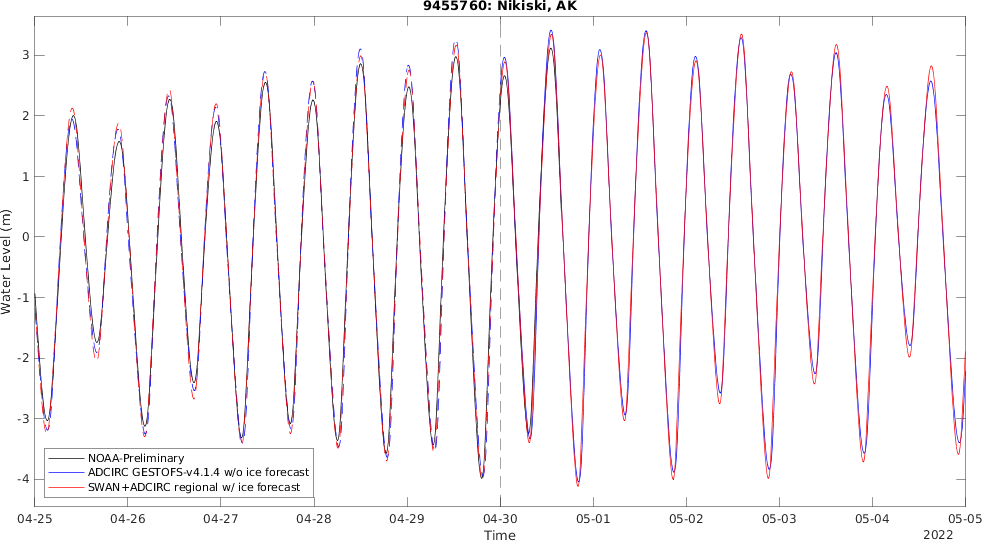 9455760: Nikiski, AK
3
2
1
0
-1
-2
-3
-4
Water Level (m)
NOAA-Preliminary
ADCIRC GESTOFS-v4.1.4 w/o ice forecast
SWAN+ADCIRC regional w/ ice forecast
04-25 04-26 04-27 04-28 04-29 04-30 05-01 05-02 05-03 05-04 05-05
Time
2022